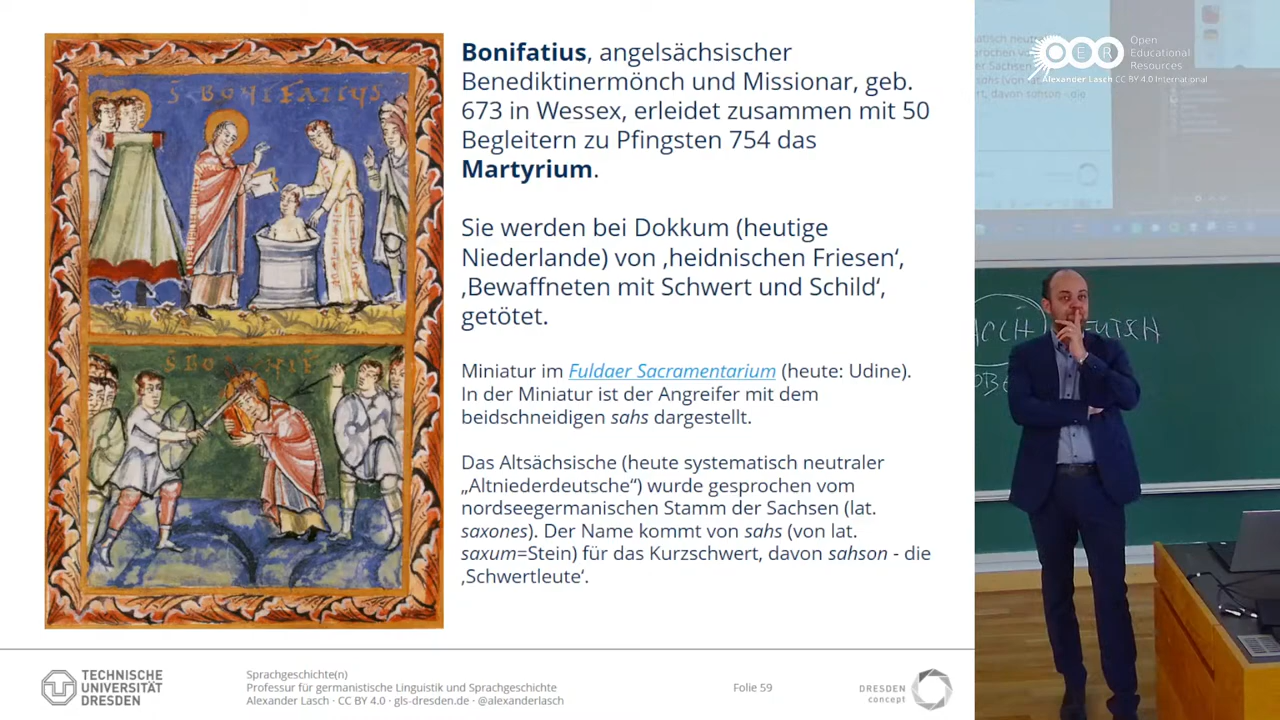 Bonifatius, angelsächsischer
Benediktinermönch und Missionar, geb.
673 in Wessex, erleidet zusammen mit 50
Begleitern zu Pfingsten 754 das
Martyrium.
Sie werden bei Dokkum (heutige
Niederlande) von ‚heidnischen Friesen‘,
‚Bewaffneten mit Schwert und Schild‘,
getötet.
Miniatur im Fuldaer Sacramentarium (heute: Udine).
In der Miniatur ist der Angreifer mit dem
beidschneidigen sahs dargestellt.
Das Altsächsische (heute systematisch neutraler
„Altniederdeutsche“) wurde gesprochen vom
nordseegermanischen Stamm der Sachsen (lat.
saxones). Der Name kommt von sahs (von lat.
saxum=Stein) für das Kurzschwert, davon sahson - die
‚Schwertleute‘.
S. BONIFATIUS
TECHNISCHE
UNIVERSITÄT
DRESDEN
Sprachgeschichte(n)
Professur für germanistische Linguistik und Sprachgeschichte
Alexander Lasch · CC BY 4.0 · gls-dresden.de · @alexanderlasch
Folie 59
DRESDEN
concept
OER
Open
Educational
Resources
Alexander Lasch CC BY 4.0 International